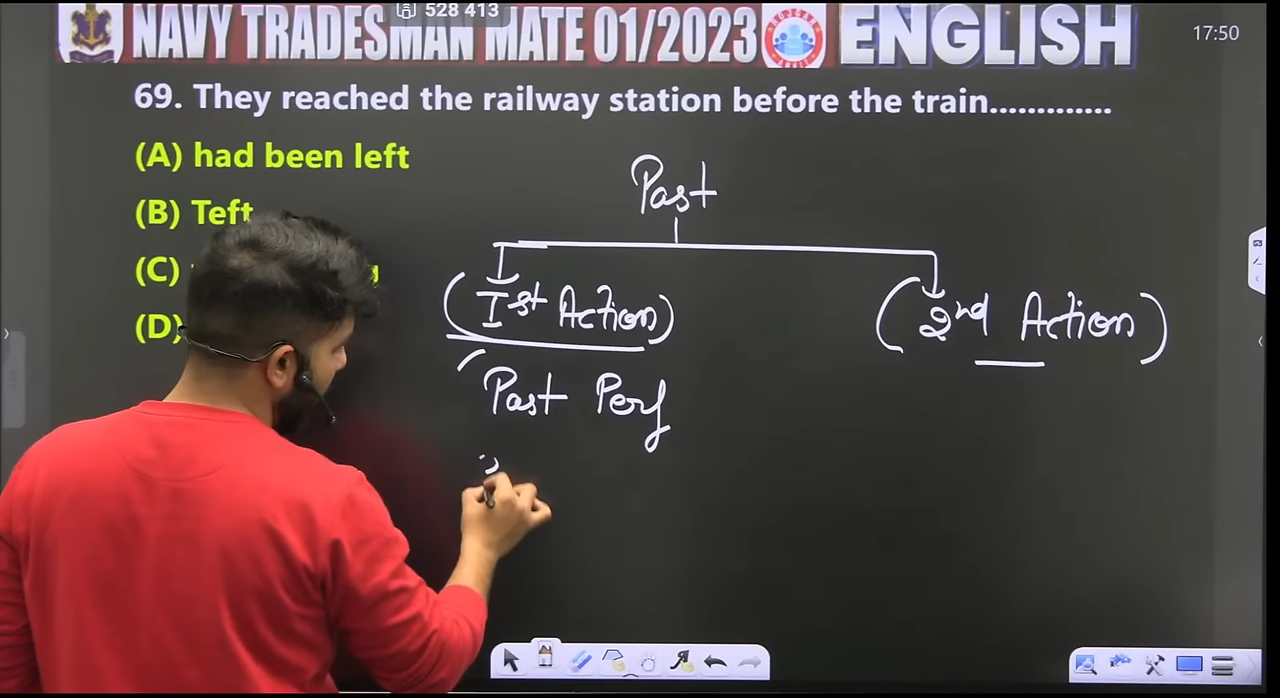 528 413
NAVY TRADESMAN MATE 01/2023 ENGLISH
17:50
69. They reached the railway station before the train.............
(A) had been left
(B) Teft
(C)
(D)
Past
(Ist Action)
(2nd Action)
Past Perf